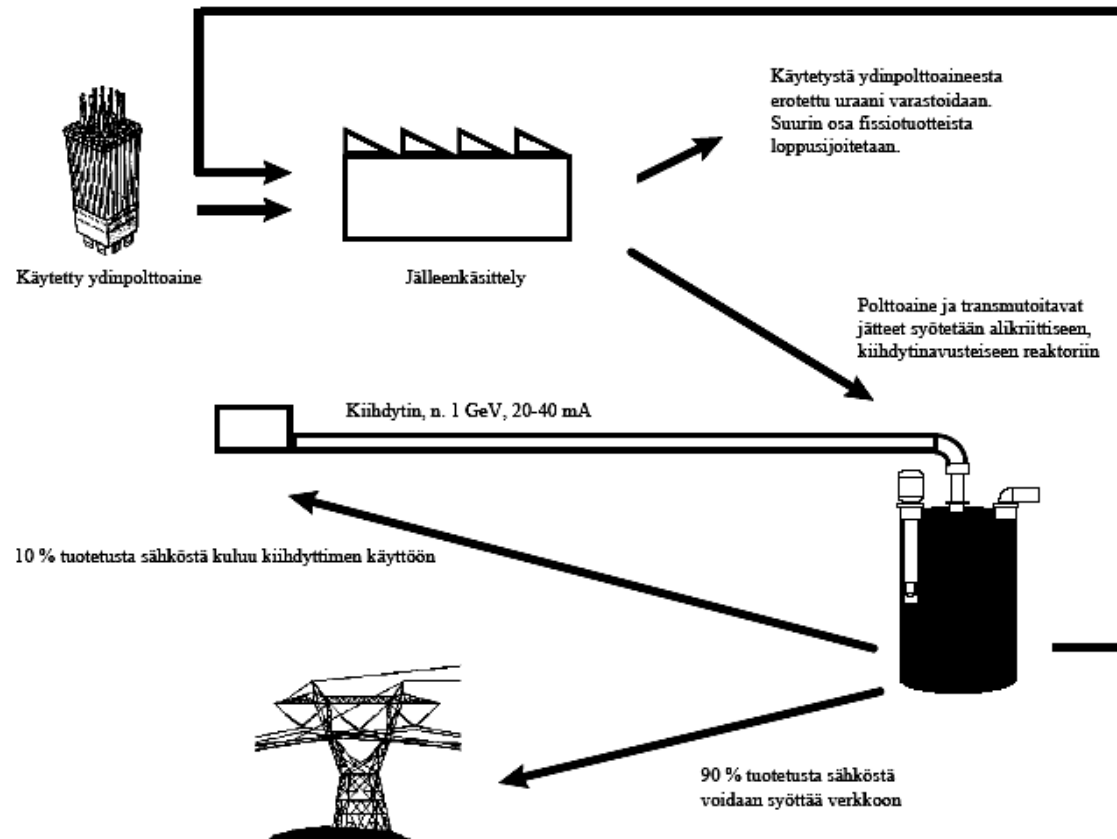 Käytetystä ydinpolttoaineesta
erotettu uraani varastoidaan.
Suurin osa fissiotuotteista
loppusijoitetaan.
Käytetty ydinpolttoaine
Jälleenkäsittely
Polttoaine ja transmutoitavat
jätteet syötetään alikriittiseen,
kiihdytinavusteiseen reaktoriin
Kiihdytin, n. 1 GeV, 20-40 mA
10 % tuotetusta sähköstä kuluu kiihdyttimen käyttöön
90 % tuotetusta sähköstä
voidaan syöttää verkkoon